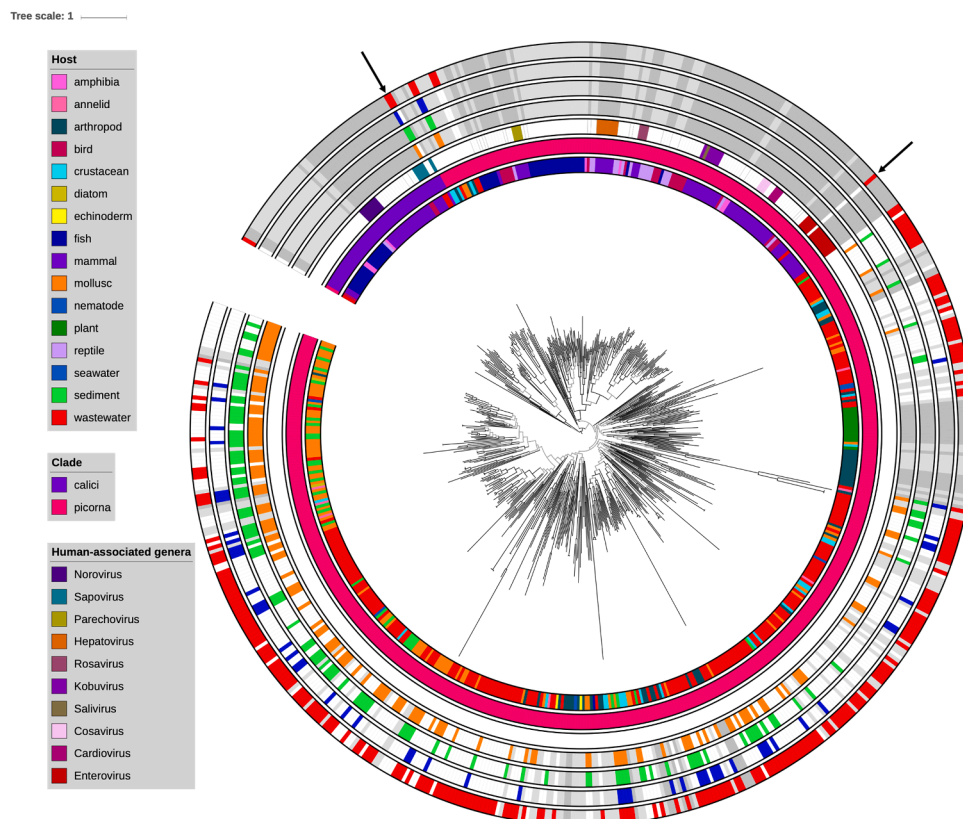 Tree scale: 1
Host
amphibia
annelid
arthropod
bird
crustacean
diatom
echinoderm
fish
mammal
mollusc
nematode
plant
reptile
seawater
sediment
wastewater
Clade
calici
picorna
Human-associated genera
Norovirus
Sapovirus
Parechovirus
Hepatovirus
Rosavirus
Kobuvirus
Salivirus
Cosavirus
Cardiovirus
Enterovirus